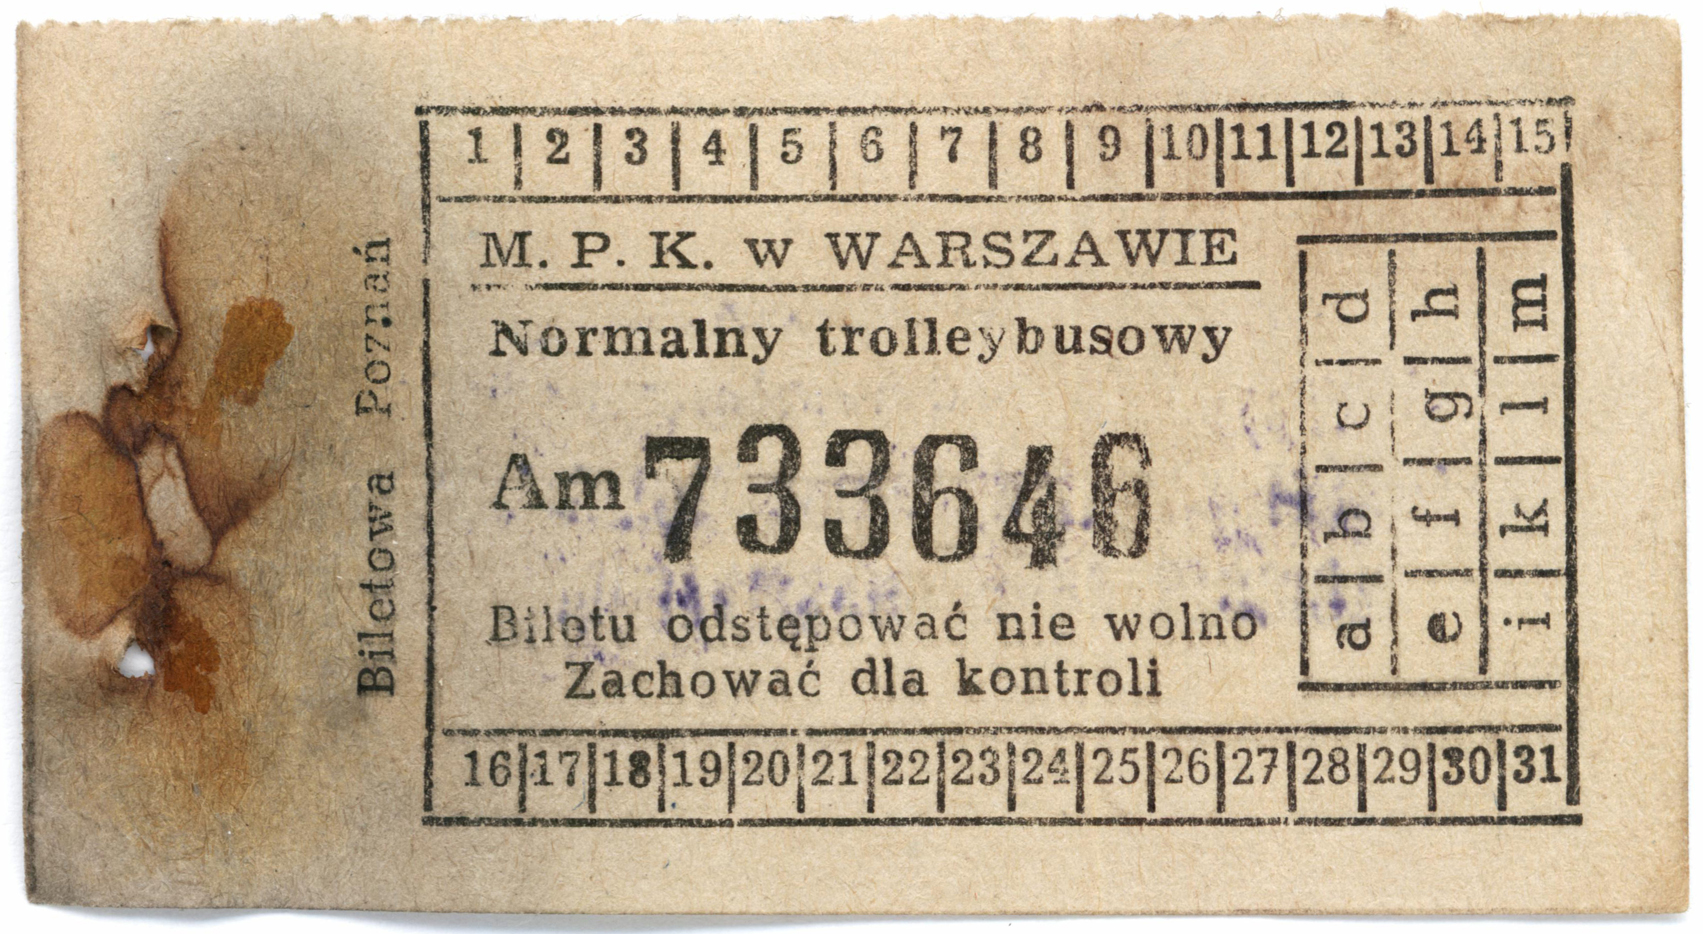 1 2 3 4 5 6 7 8 9 10 11 12 13 14 15
M. P. K. w WARSZAWIE
Normalny trolleybusowy
Am 733646
Biletu odstępować nie wolno
Zachować dla kontroli
a b c d
e f g h
i k l m
16 17 18 19 20 21 22 23 24 25 26 27 28 29 30 31
Biletowa Poznań